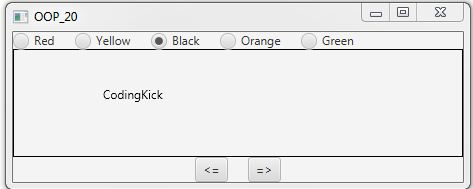 OOP_20
Red Yellow Black Orange Green
CodingKick
<= =>